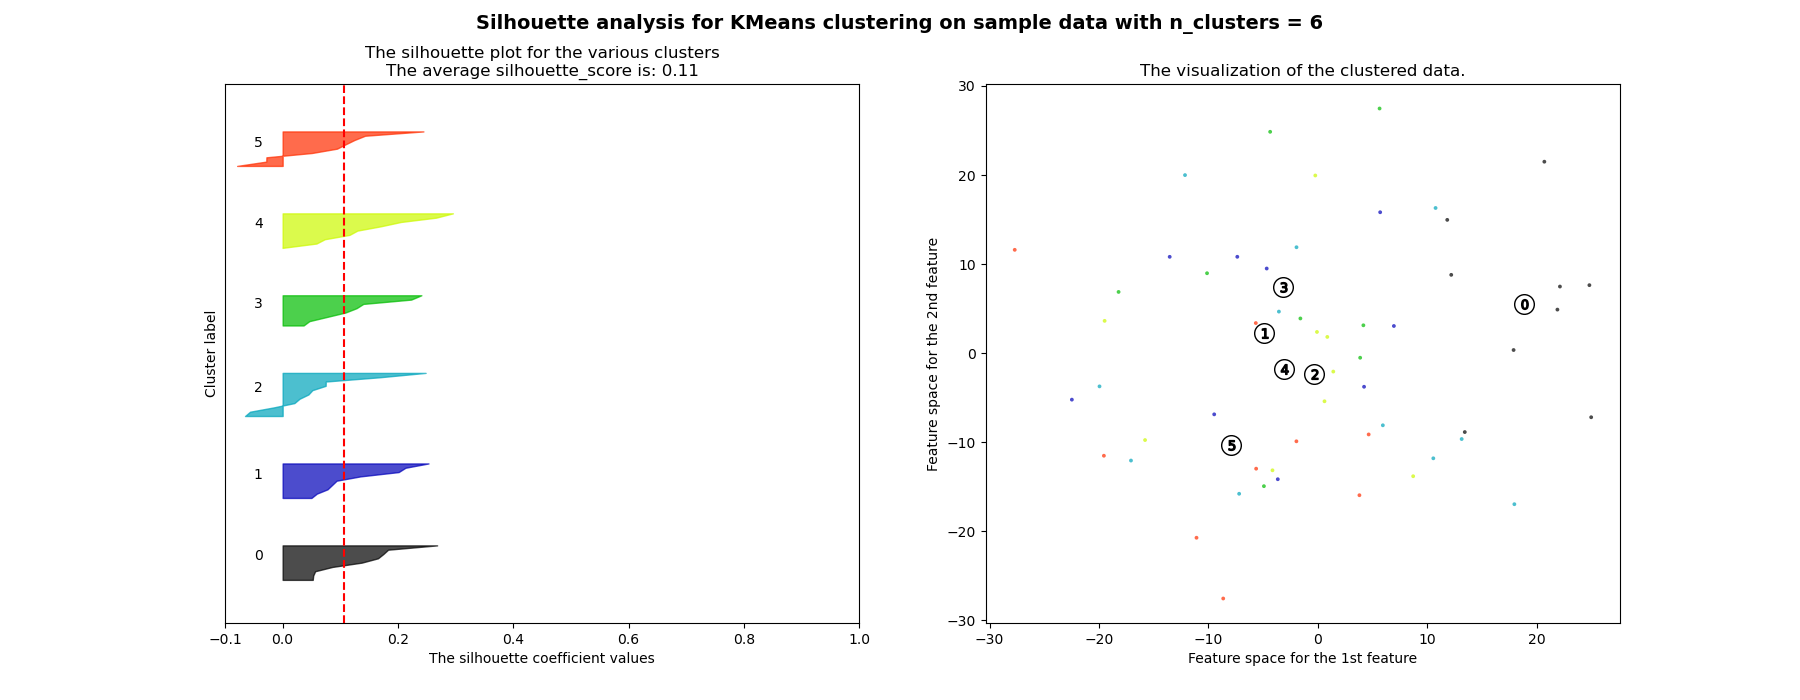 Silhouette analysis for KMeans clustering on sample data with n_clusters = 6
The silhouette plot for the various clusters
The average silhouette_score is: 0.11
5
4
3
2
1
0
Cluster label
−0.1 0.0 0.2 0.4 0.6 0.8 1.0
The silhouette coefficient values
The visualization of the clustered data.
30
20
10
0
−10
−20
−30
Feature space for the 2nd feature
3
0
1
4
2
5
−30 −20 −10 0 10 20
Feature space for the 1st feature